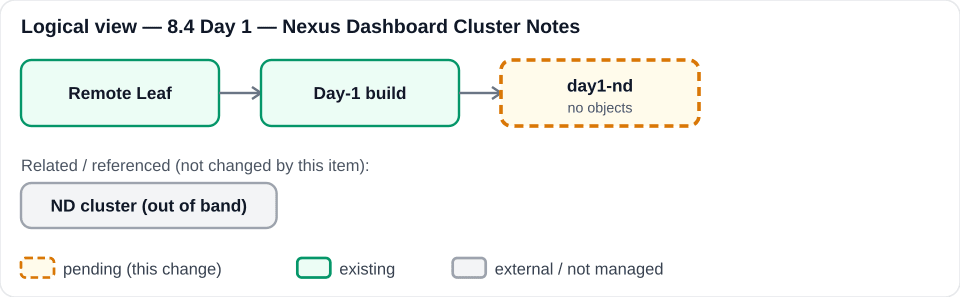 Logical view — 8.4 Day 1 — Nexus Dashboard Cluster Notes
Remote Leaf
Day-1 build
day1-nd
no objects
Related / referenced (not changed by this item):
ND cluster (out of band)
pending (this change)
existing
external / not managed